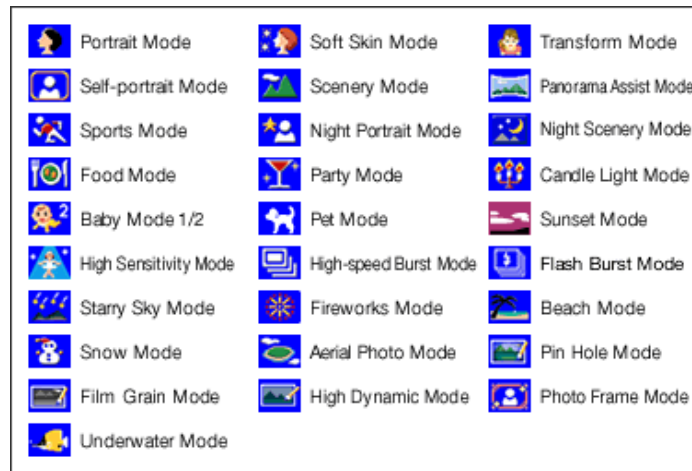 Portrait Mode Soft Skin Mode Transform Mode
Self-portrait Mode Scenery Mode Panorama Assist Mode
Sports Mode Night Portrait Mode Night Scenery Mode
Food Mode Party Mode Candle Light Mode
2 Baby Mode 1/2 Pet Mode Sunset Mode
High Sensitivity Mode High-speed Burst Mode Flash Burst Mode
Starry Sky Mode Fireworks Mode Beach Mode
Snow Mode Aerial Photo Mode Pin Hole Mode
Film Grain Mode High Dynamic Mode Photo Frame Mode
Underwater Mode